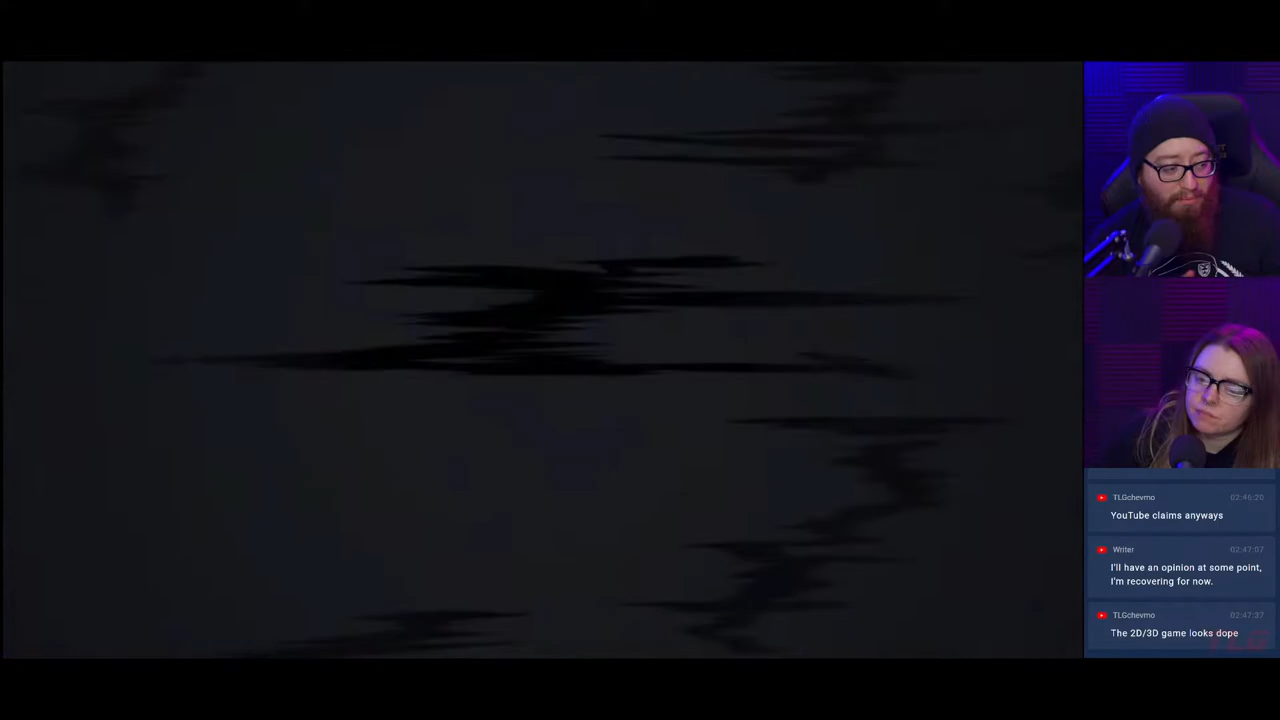 TLGchevmo 02:46:20
YouTube claims anyways
Writer 02:47:07
I'll have an opinion at some point,
I'm recovering for now.
TLGchevmo 02:47:37
The 2D/3D game looks dope
TLG